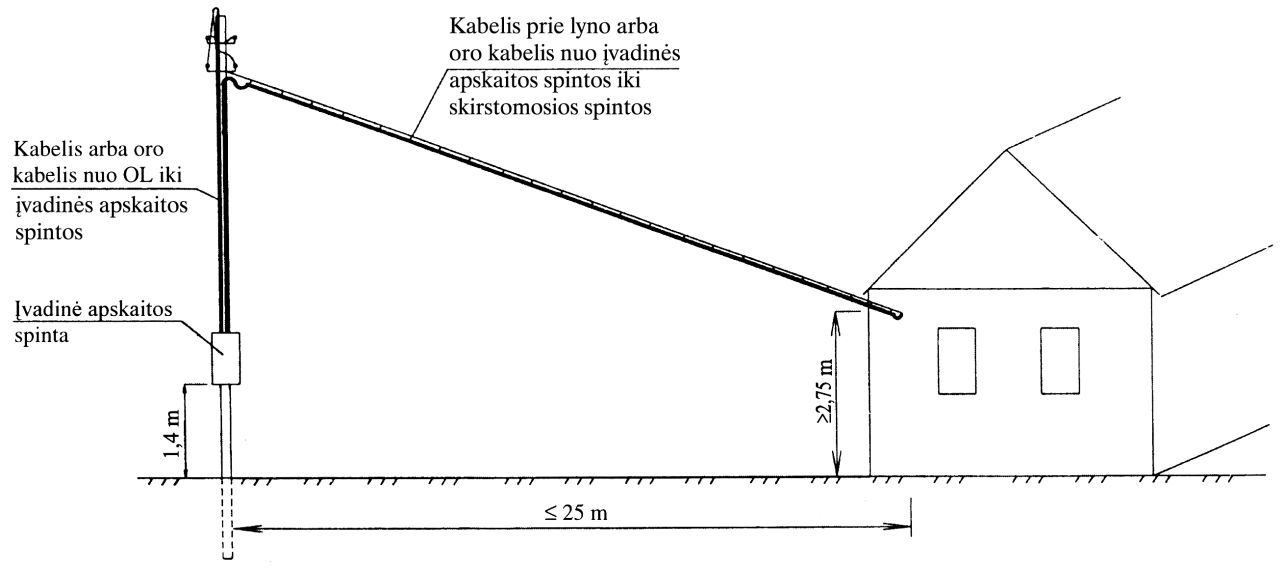 Kabelis prie lyno arba
oro kabelis nuo įvadinės
apskaitos spintos iki
skirstomosios spintos
Kabelis arba oro
kabelis nuo OL iki
įvadinės apskaitos
spintos
Įvadinė apskaitos
spinta
1,4 m
≥2,75 m
≤ 25 m